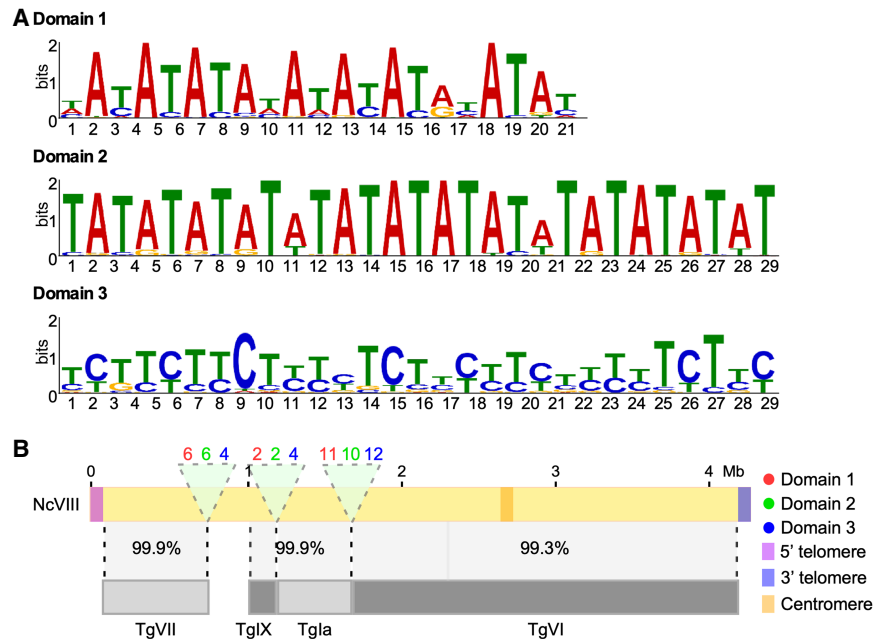 A Domain 1
bits
2
1
0
1 2 3 4 5 6 7 8 9 10 11 12 13 14 15 16 17 18 19 20 21
Domain 2
bits
2
1
0
1 2 3 4 5 6 7 8 9 10 11 12 13 14 15 16 17 18 19 20 21 22 23 24 25 26 27 28 29
Domain 3
bits
2
1
0
1 2 3 4 5 6 7 8 9 10 11 12 13 14 15 16 17 18 19 20 21 22 23 24 25 26 27 28 29
B
6 6 4 2 2 4 11 10 12
0 1 2 3 4 Mb
NcVIII
99.9% 99.9% 99.3%
TgVII TgIX TgIa TgVI
Domain 1
Domain 2
Domain 3
5' telomere
3' telomere
Centromere